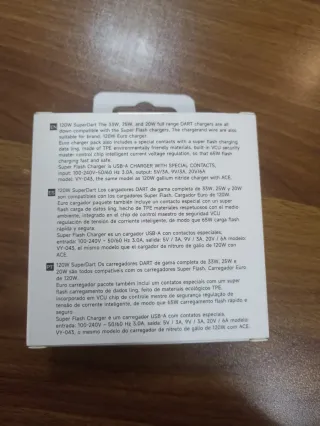 EN 120W SuperDart The 33W, 18W, and 30W full range DART chargers are all
down compatible with the Super Flash chargers. The chargerand wire are also
suitable for brand. 120W Euro charger.
Euro charger pack also includes a special contacts with a super flash charging
data ling, made of TPE environmentally friendly materials, built-in VCU security
master control chip intelligent current voltage regulation, so that 65W flash
charging fast and safe.
Super Flash Charger is USB-A CHARGER WITH SPECIAL CONTACTS,
input: 100-240V-50/60 Hz 3.0A, output: 5V/3A, 9V/3A, 20V/6A
model: VY-043, the same model as 120W gallium nitride charger with ACE.
ES 120W SuperDart Los cargadores DART de gama completa de 33W, 25W y 20W
son todos compatibles con los cargadores Super Flash. Cargador Euro de 120W.
Euro cargador paquete también incluye un contacto especial con un super
flash carga de datos ling, hecho de TPE materiales respetuosos con el medio
ambiente, integratto en el chip de control maestro de seguridad VCU
regulación de tensión de corriente inteligente, de modo que 65W carga flash
rápida y segura.
Super Flash Charger es un cargador USB-A con contactos especiales,
entrada: 100-240V ~ 50/60 Hz 3.0A, salida: 5V / 3A, 9V / 3A, 20V / 6A
modelo: VY-043, el mismo modelo que el cargador de nitruro de galio de 120W con
ACE.
PT 120W SuperDart Os carregadores DART de gama completa de 33W, 25W e
20W são todos compatíveis com os carregadores Super Flash. Carregador Euro
de 120W.
Euro carregador pacote também inclui um contactos especiais com um super
flash carregamento de dados ling, feito de materiais ecológicos TPE
incorporado em VCU chip de controle mestre de segurança regulação de
tensão de corrente inteligente, de modo que 65W carregamento flash rápido e
seguro.
Super Flash Charger é um carregador USB-A com contatos especiais,
entrada: 100-240V ~ 50/60 Hz 3.0A, saída: 5V / 3A, 9V / 3A, 20V / 6A modelo:
VY-043, o mesmo modelo do carregador de nitreto de gálio de 120W com ACE.